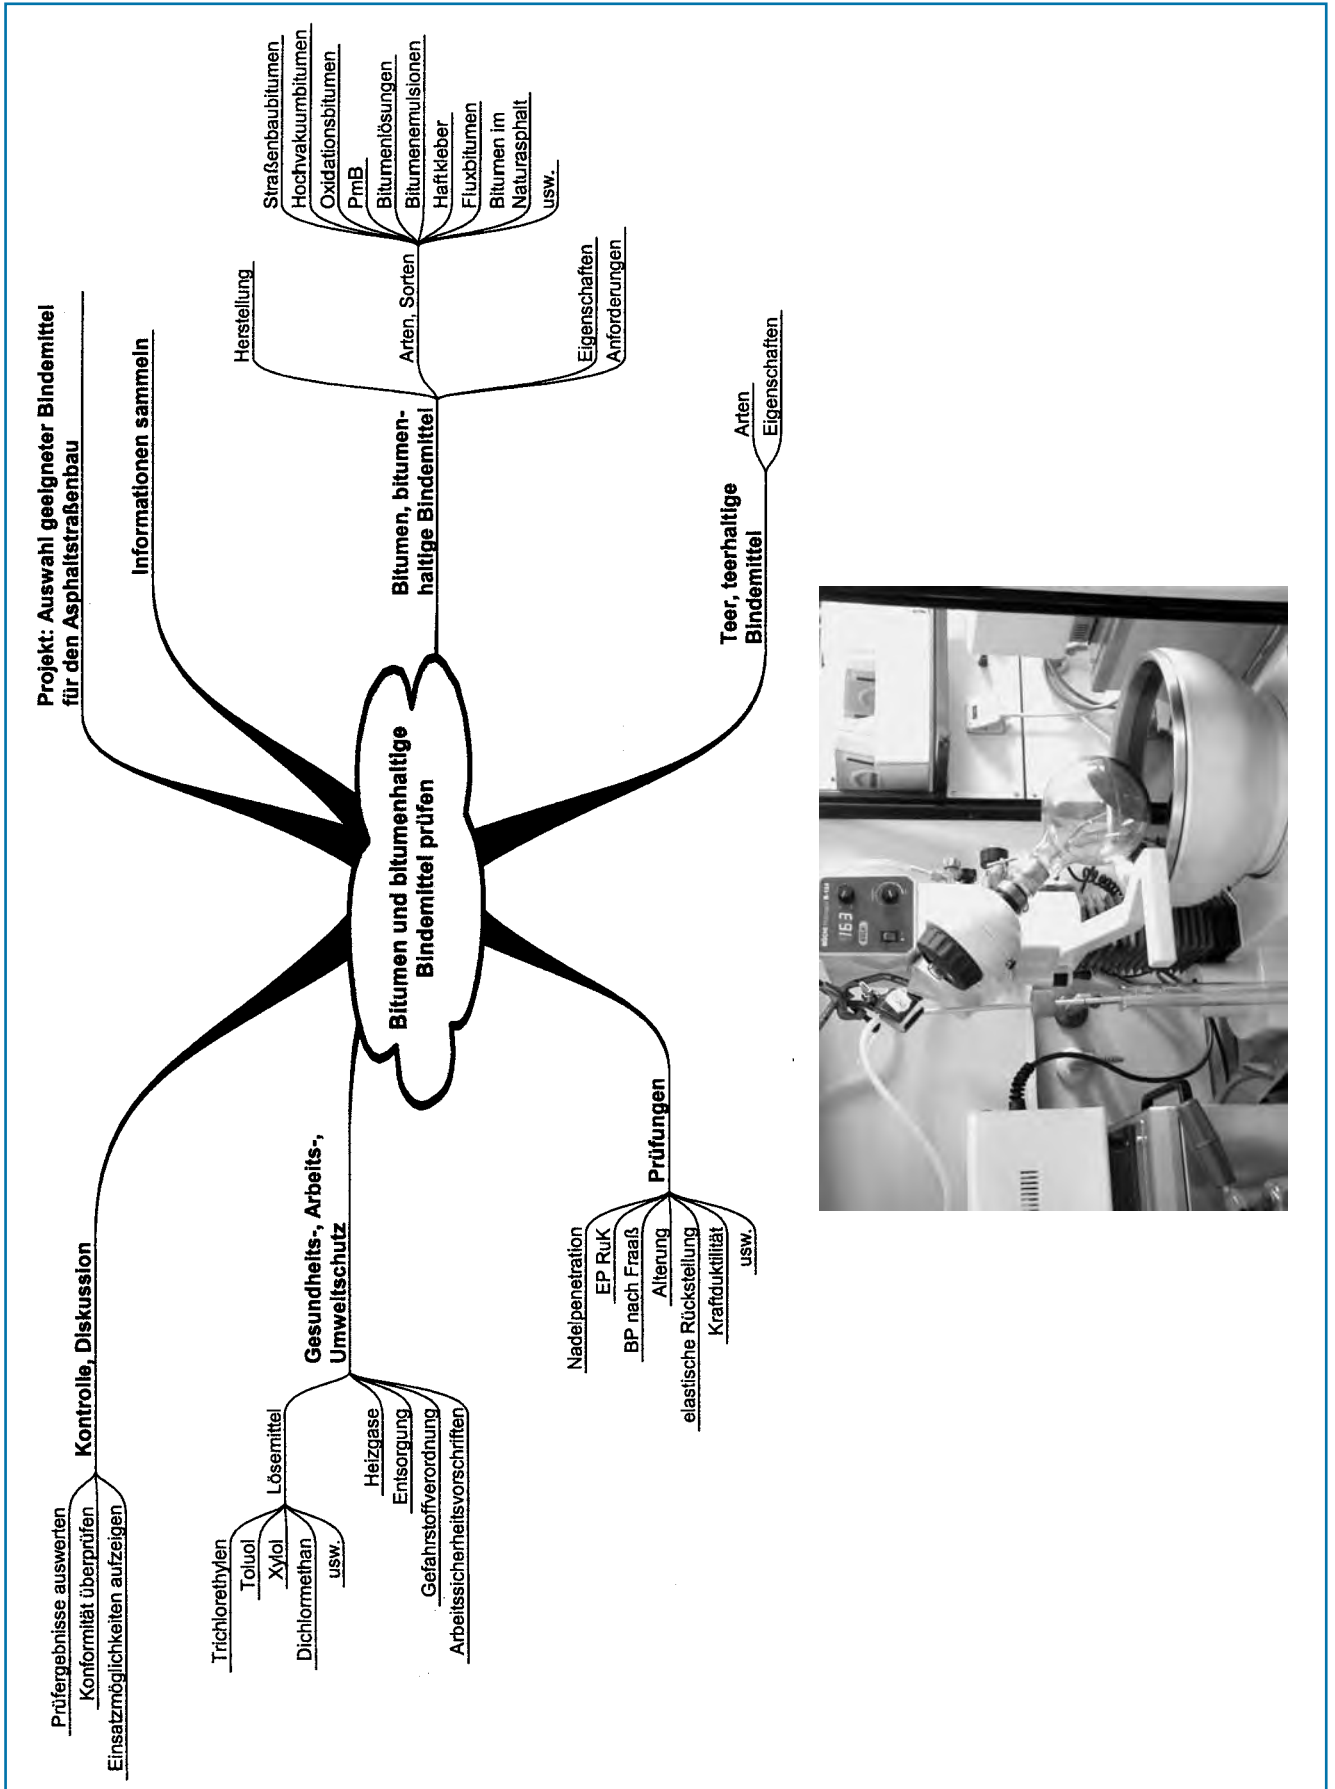 Projekt: Auswahl geeigneter Bindemittel
für den Asphaltstraßenbau
Informationen sammeln
Bitumen und bitumenhaltige
Bindemittel prüfen
Bitumen, bitumen-
haltige Bindemittel
Herstellung
Arten, Sorten
Straßenbaubitumen
Hochvakuumbitumen
Oxidationsbitumen
PmB
Bitumenlösungen
Bitumenemulsionen
Haftkleber
Fluxbitumen
Bitumen im
Naturasphalt
usw.
Eigenschaften
Anforderungen
Teer, teerhaltige
Bindemittel
Arten
Eigenschaften
Prüfungen
Nadelpenetration
EP RuK
BP nach Fraaß
Alterung
elastische Rückstellung
Kraftduktilität
usw.
Gesundheits-, Arbeits-,
Umweltschutz
Lösemittel
Trichlorethylen
Toluol
Xylol
Dichlormethan
usw.
Heizgase
Entsorgung
Gefahrstoffverordnung
Arbeitssicherheitsvorschriften
Kontrolle, Diskussion
Prüfergebnisse auswerten
Konformität überprüfen
Einsatzmöglichkeiten aufzeigen
163